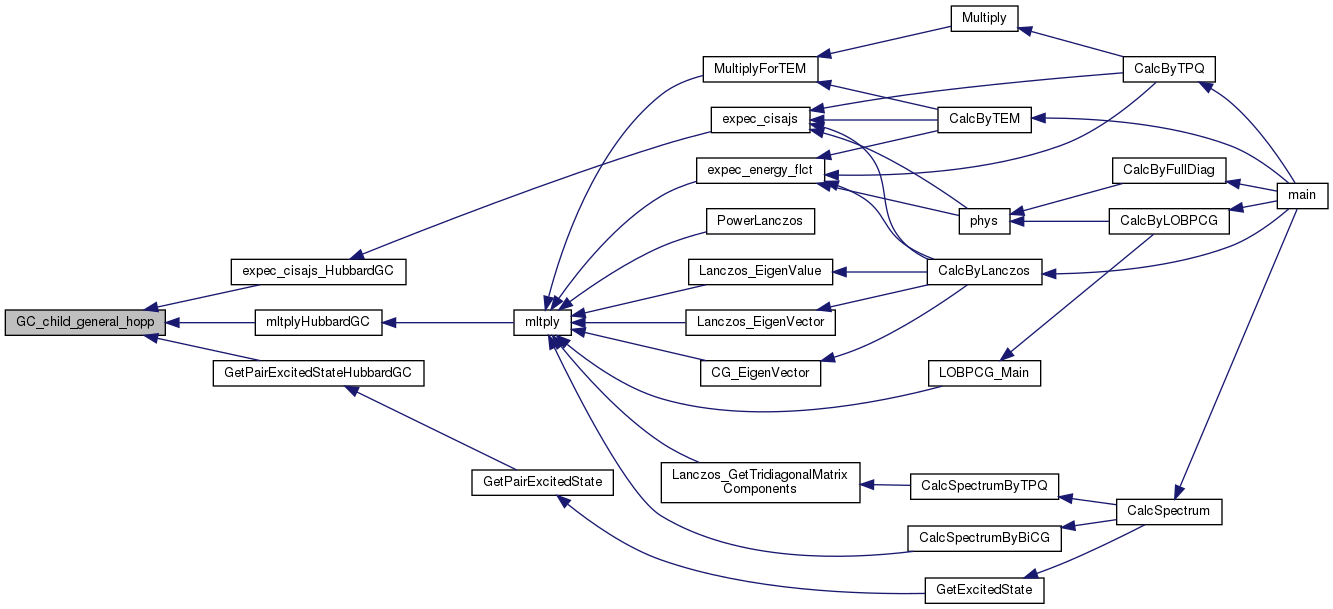 Multiply
MultiplyForTEM
CalcByTPQ
expec_cisajs
CalcByTEM
expec_energy_flct
CalcByFullDiag
main
PowerLanczos
phys
CalcByLOBPCG
expec_cisajs_HubbardGC
Lanczos_EigenValue
CalcByLanczos
GC_child_general_hopp
mltplyHubbardGC
mltply
Lanczos_EigenVector
GetPairExcitedStateHubbardGC
CG_EigenVector
LOBPCG_Main
GetPairExcitedState
Lanczos_GetTridiagonalMatrix
Components
CalcSpectrumByTPQ
CalcSpectrum
CalcSpectrumByBiCG
GetExcitedState